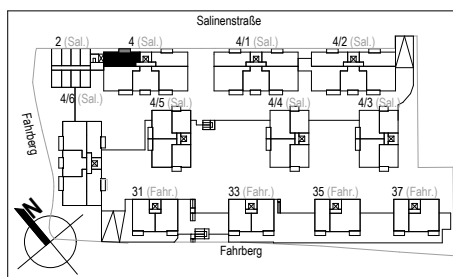 Salinenstraße
2 (Sal.) 4 (Sal.) 4/1 (Sal.) 4/2 (Sal.)
4/6 (Sal.) 4/5 (Sal.) 4/4 (Sal.) 4/3 (Sal.)
Fahrberg
31 (Fahr.) 33 (Fahr.) 35 (Fahr.) 37 (Fahr.)
N
Fahrberg